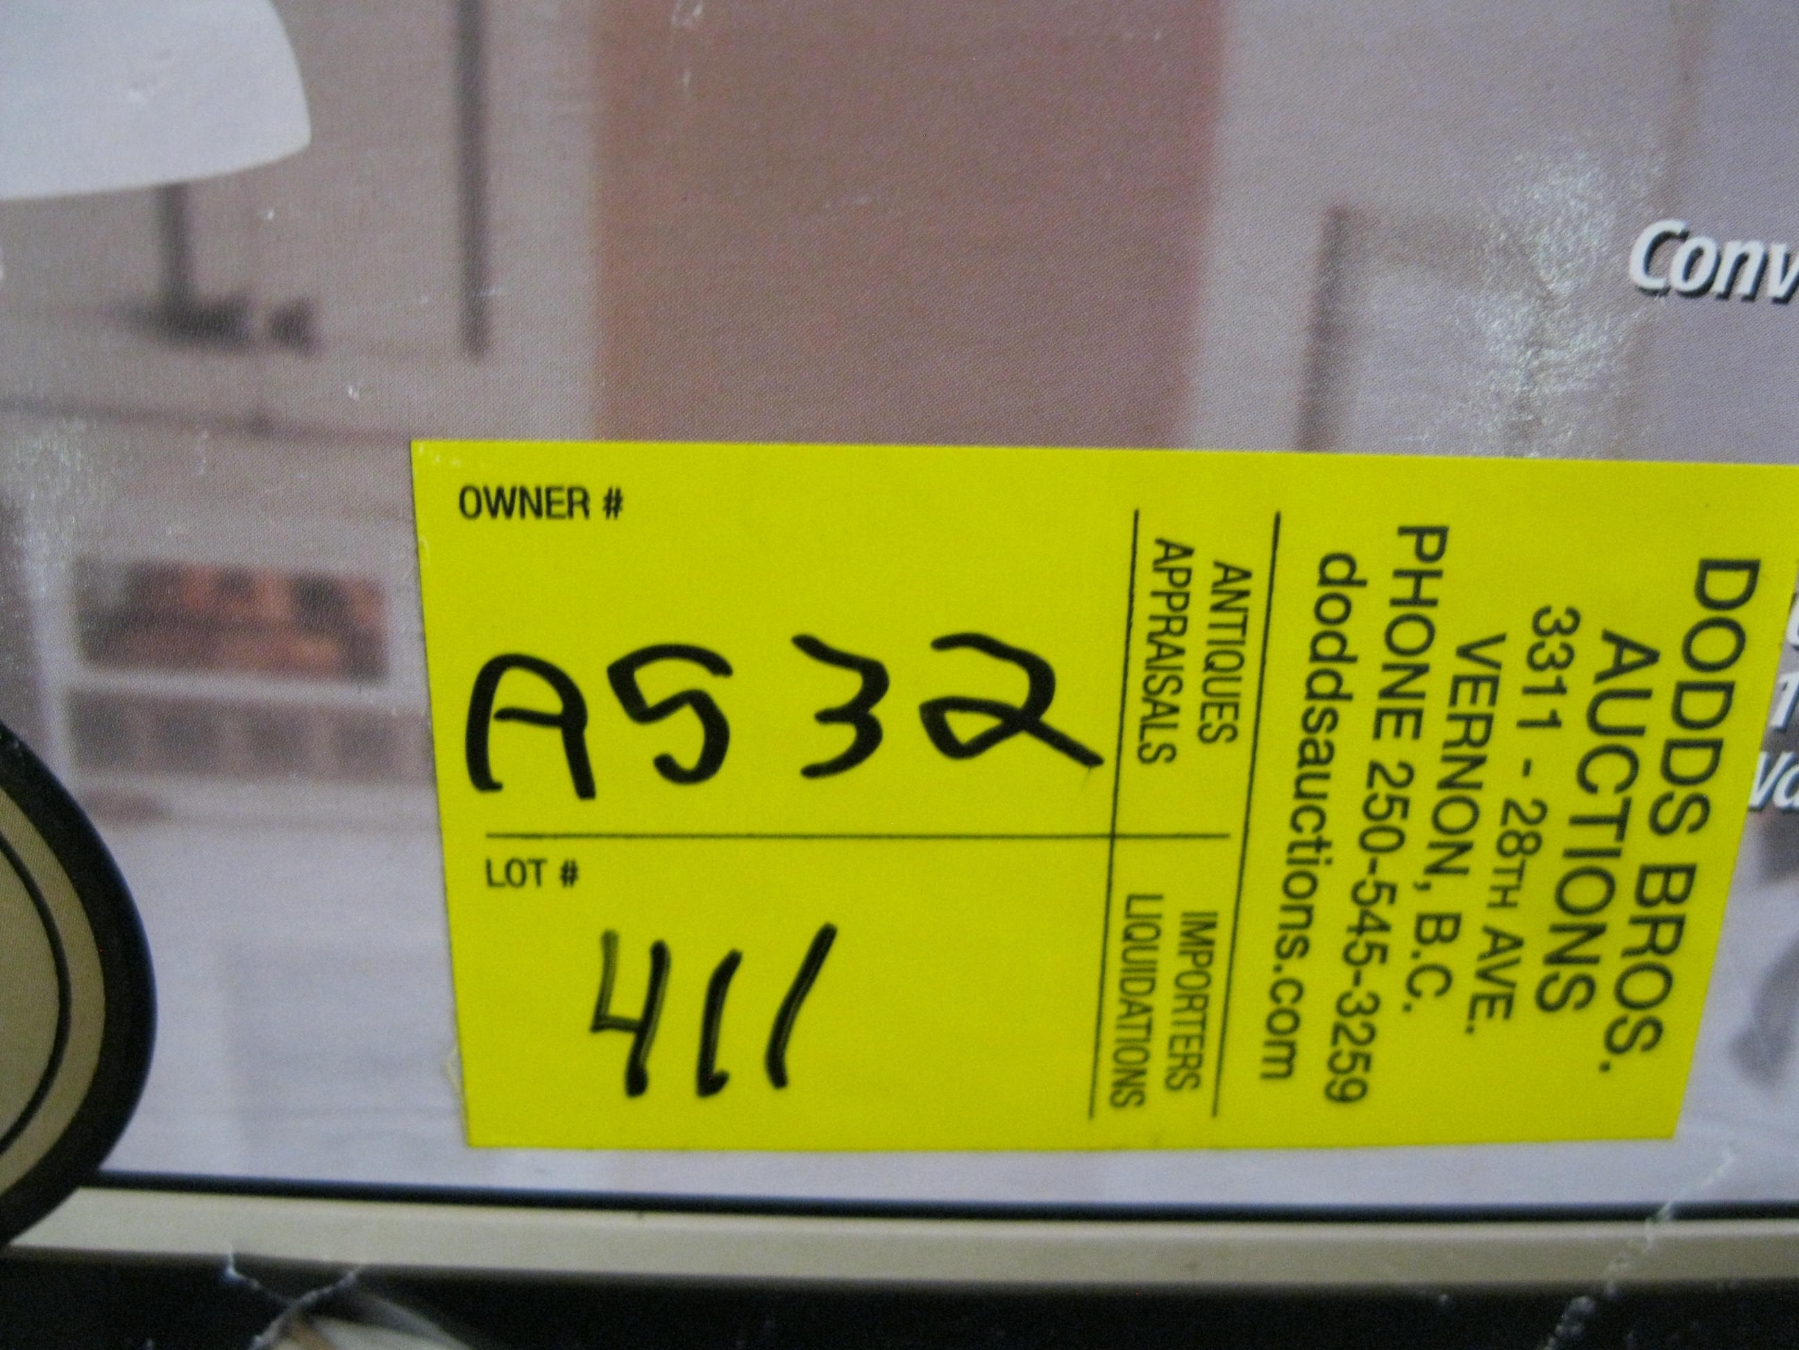 Conv
OWNER #
A532
LOT #
411
ANTIQUES
APPRAISALS
IMPORTERS
LIQUIDATIONS
DODDS BROS.
AUCTIONS
3311 - 28TH AVE.
VERNON, B.C.
PHONE 250-545-3259
doddsauctions.com